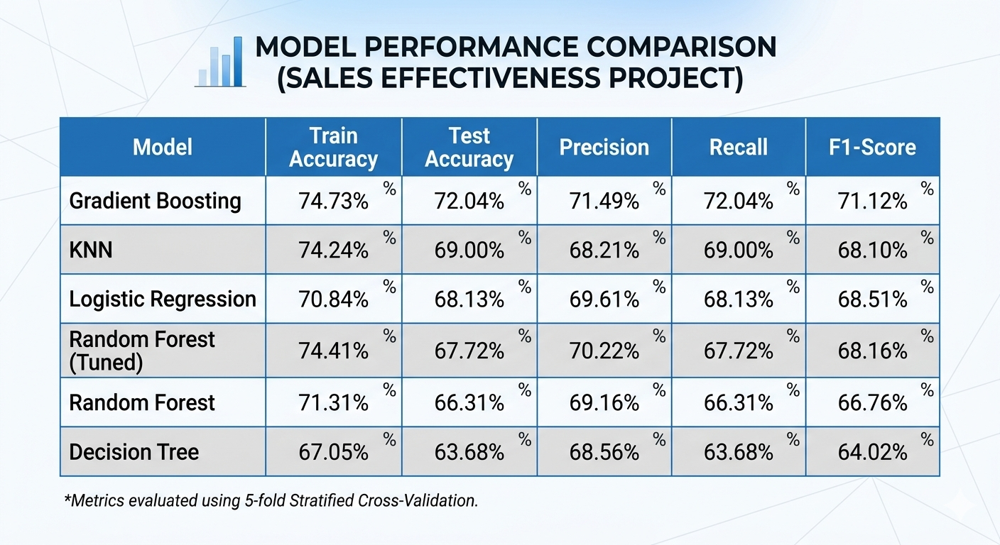 MODEL PERFORMANCE COMPARISON
(SALES EFFECTIVENESS PROJECT)
Model Train Accuracy Test Accuracy Precision Recall F1-Score
Gradient Boosting 74.73% % 72.04% % 71.49% % 72.04% % 71.12% %
KNN 74.24% % 69.00% % 68.21% % 69.00% % 68.10% %
Logistic Regression 70.84% % 68.13% % 69.61% % 68.13% % 68.51% %
Random Forest (Tuned) 74.41% % 67.72% % 70.22% % 67.72% % 68.16% %
Random Forest 71.31% % 66.31% % 69.16% % 66.31% % 66.76% %
Decision Tree 67.05% % 63.68% % 68.56% % 63.68% % 64.02% %
*Metrics evaluated using 5-fold Stratified Cross-Validation.